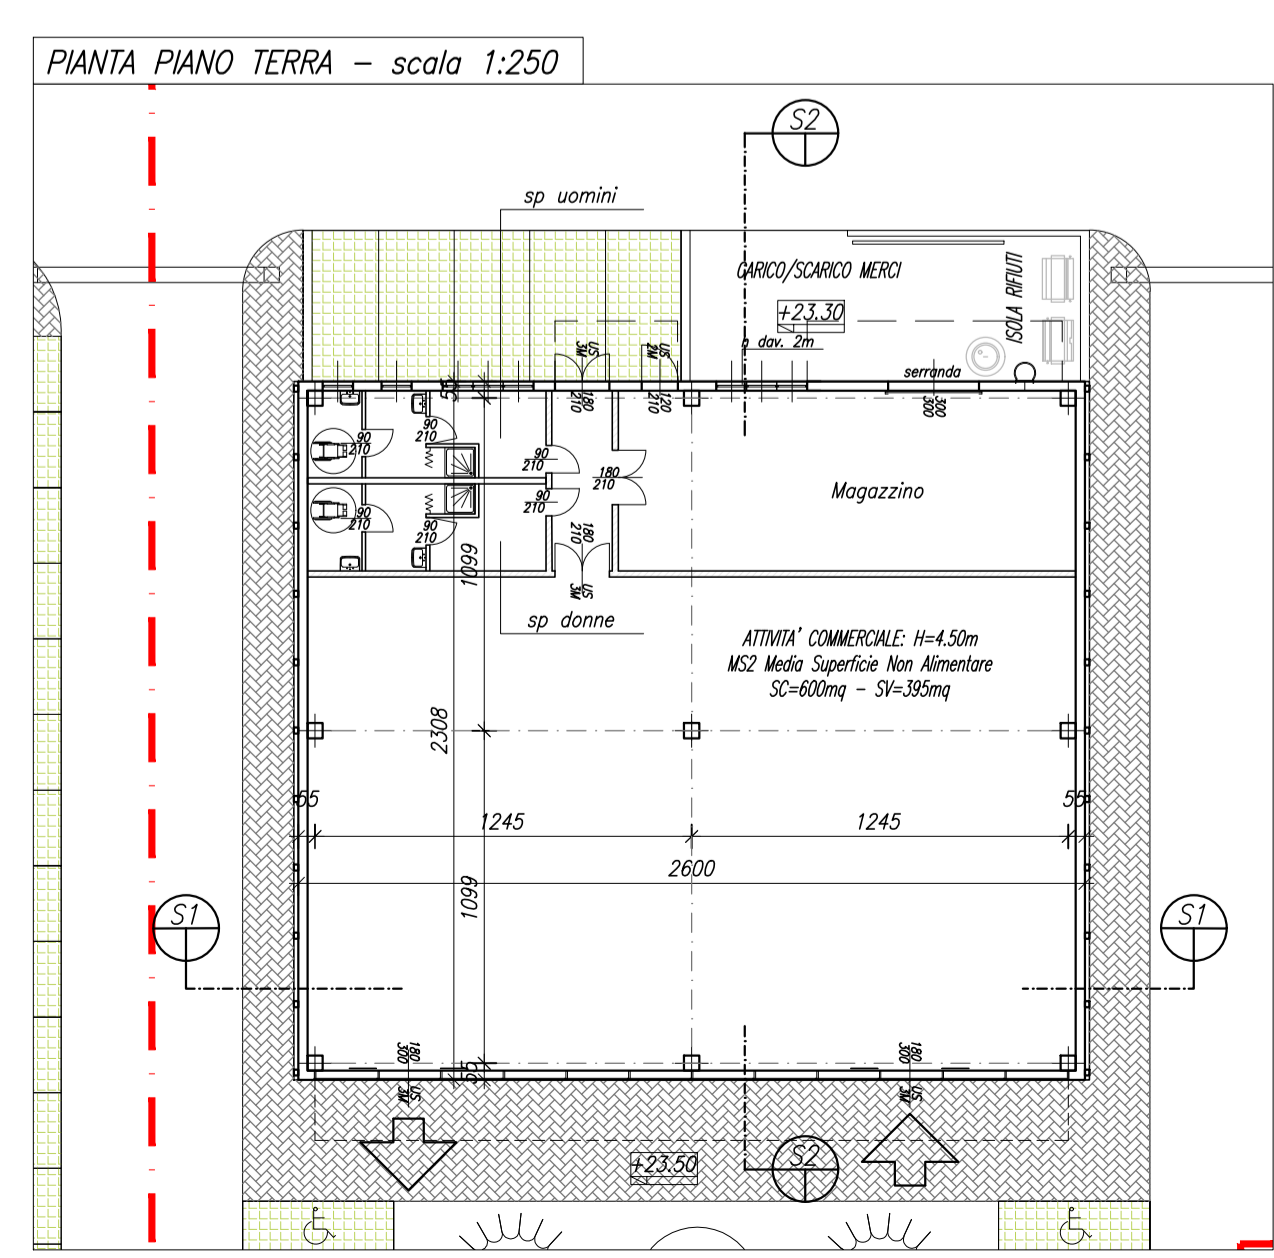 PIANTA PIANO TERRA – scala 1:250
S2
sp uomini
CARICO/SCARICO MERCI
ISOLA RIFIUTI
+23.30
h dav. 2m
serranda
US
3M
180
210
US
2M
120
210
300
300
55
90
210
90
210
90
210
180
210
Magazzino
90
210
90
210
90
210
180
210
US
3M
1099
sp donne
ATTIVITA' COMMERCIALE: H=4.50m
MS2 Media Superficie Non Alimentare
SC=600mq – SV=395mq
2308
55
55
1245
1245
2600
1099
S1
S1
55
180
300
US
3M
180
300
US
3M
+23.50
S2